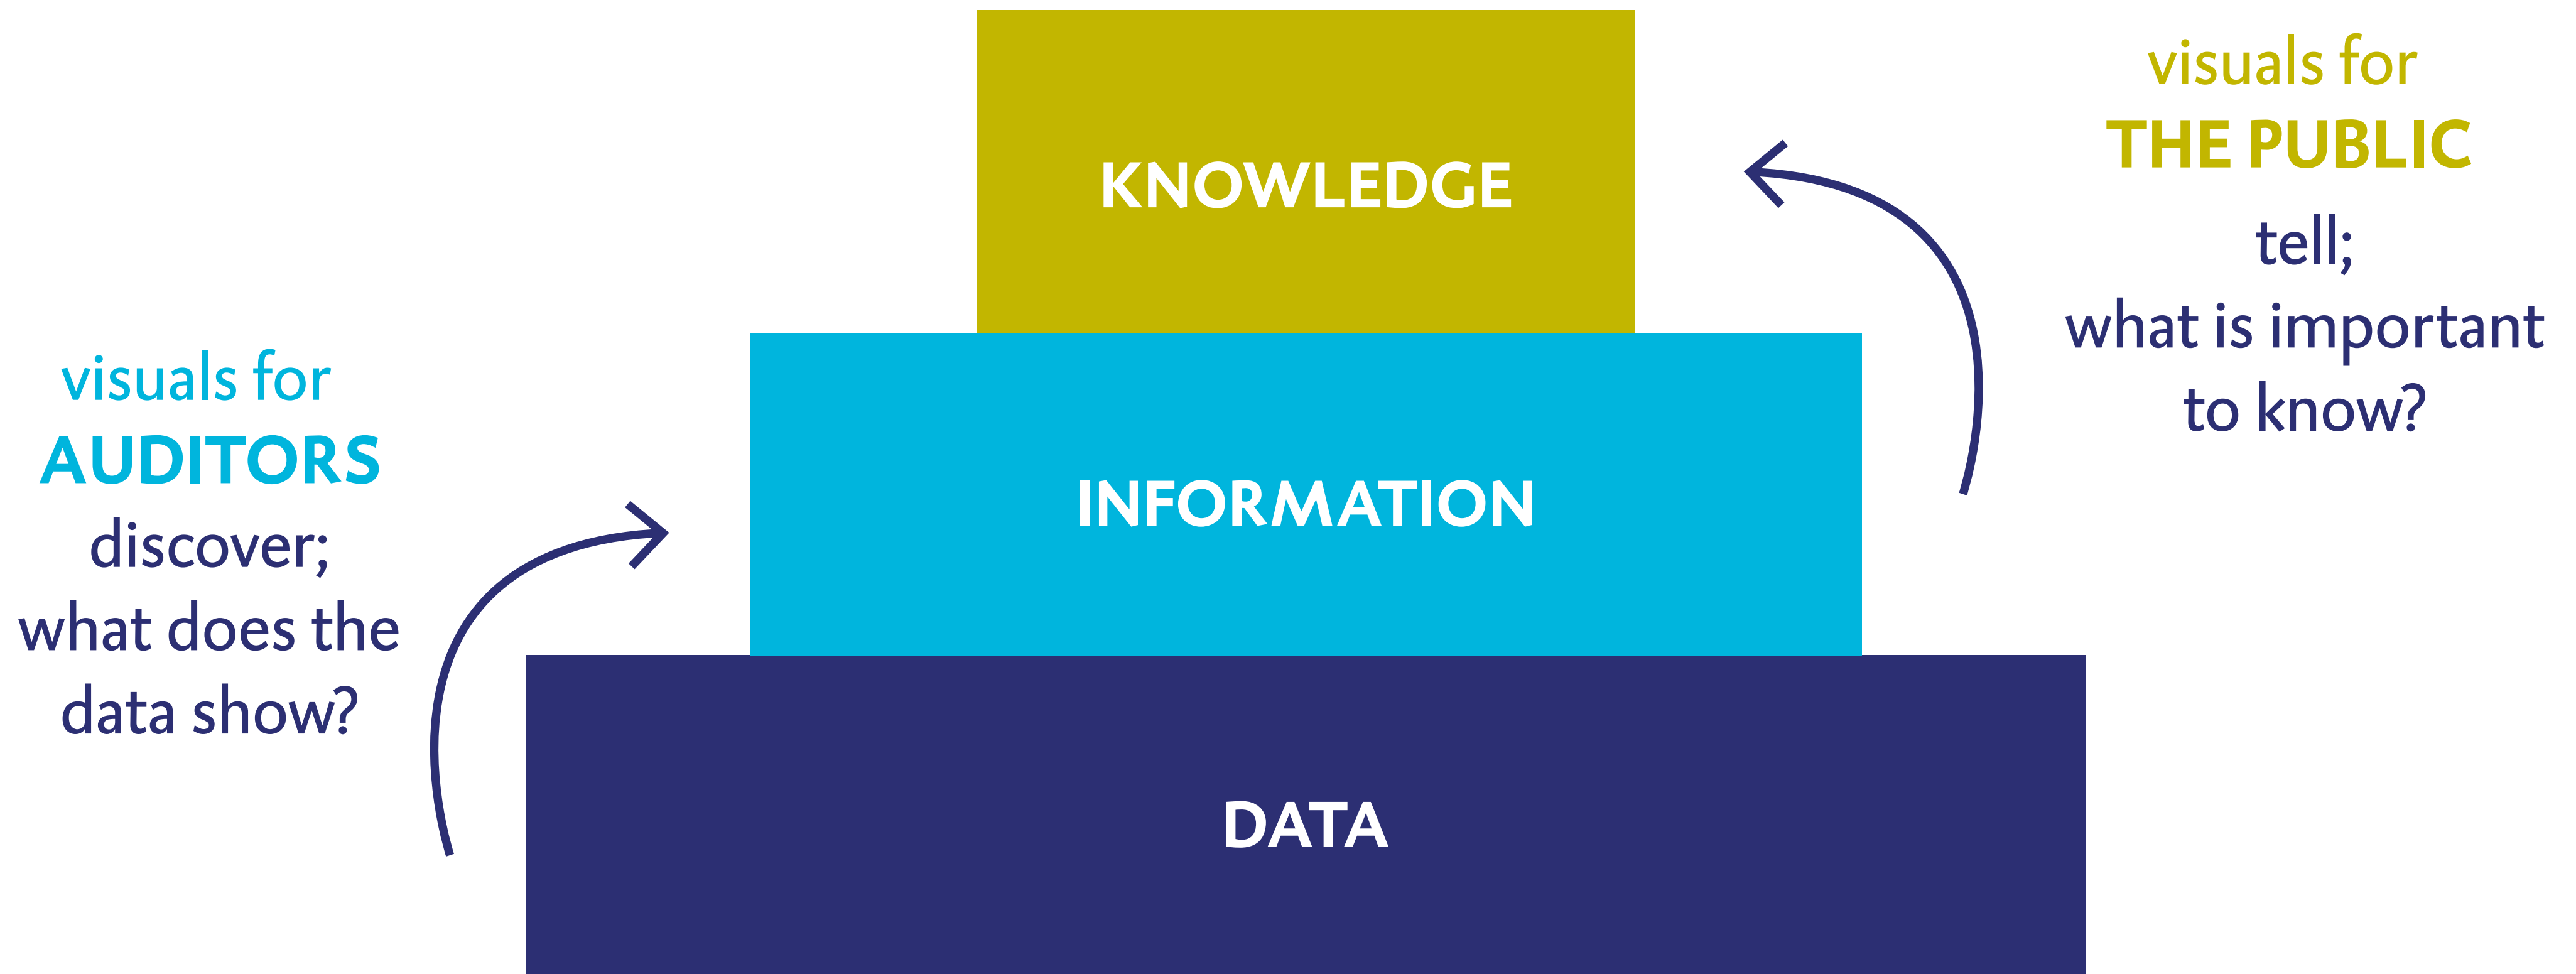 KNOWLEDGE
INFORMATION
DATA
visuals for
AUDITORS
discover;
what does the
data show?
visuals for
THE PUBLIC
tell;
what is important
to know?